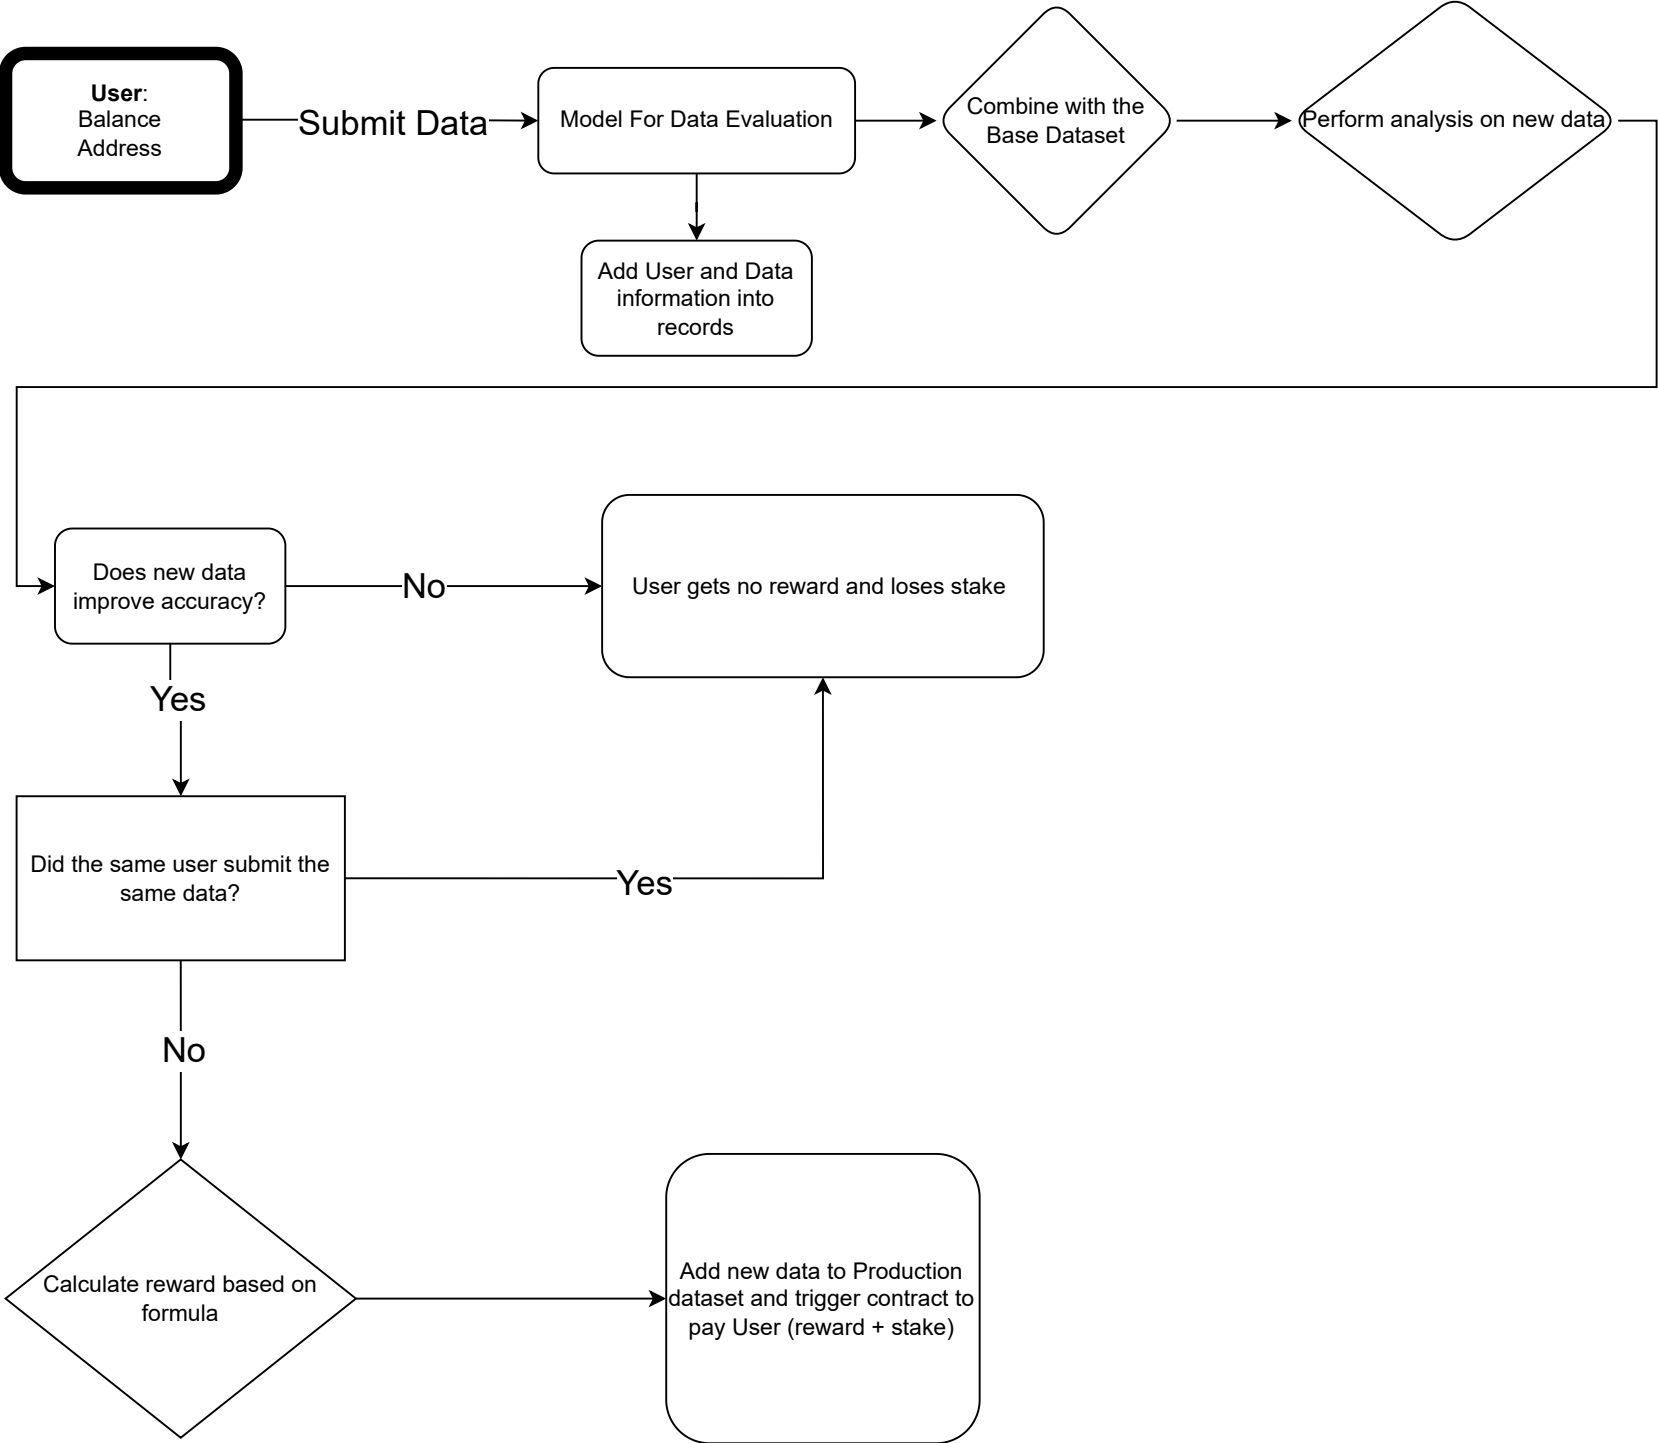 User:
Balance
Address
Submit Data
Model For Data Evaluation
Combine with the
Base Dataset
Perform analysis on new data
Add User and Data
information into
records
Does new data
improve accuracy?
No
User gets no reward and loses stake
Yes
Did the same user submit the
same data?
Yes
No
Calculate reward based on
formula
Add new data to Production
dataset and trigger contract to
pay User (reward + stake)